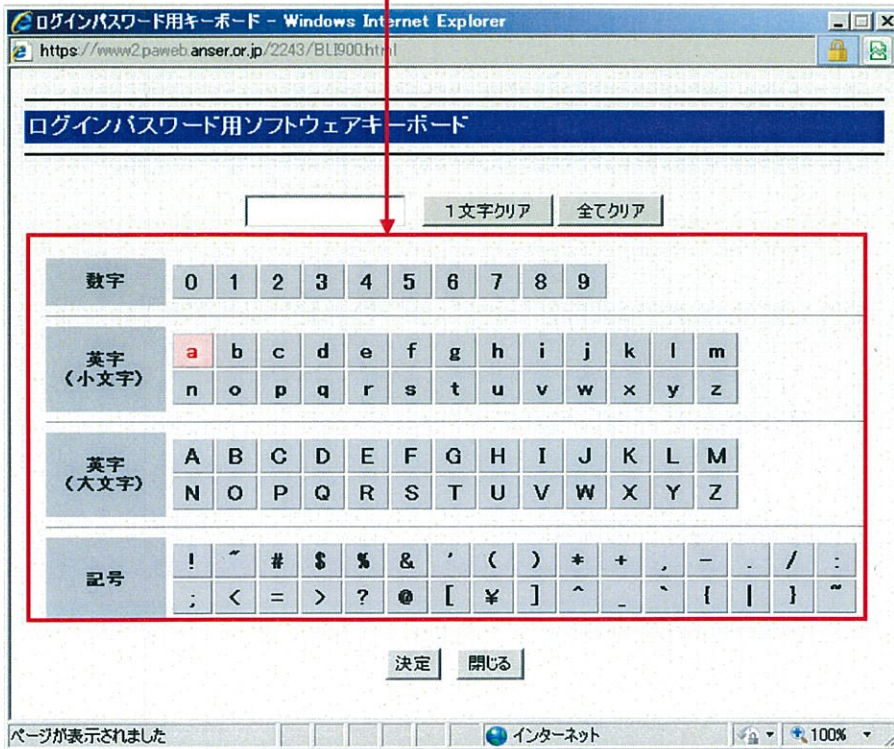 ログインパスワード用キーボード - Windows Internet Explorer
https://www2.paweb.anser.or.jp/2243/BLI900.html
ログインパスワード用ソフトウェアキーボード
1文字クリア 全てクリア
数字 0 1 2 3 4 5 6 7 8 9
英字
(小文字)
a b c d e f g h i j k l m
n o p q r s t u v w x y z
英字
(大文字)
A B C D E F G H I J K L M
N O P Q R S T U V W X Y Z
記号
! ″ # $ % & ' ( ) * + , − . / :
; < = > ? @ [ ¥ ] ^ _ ` { | } ~
決定 閉じる
ページが表示されました インターネット 100%